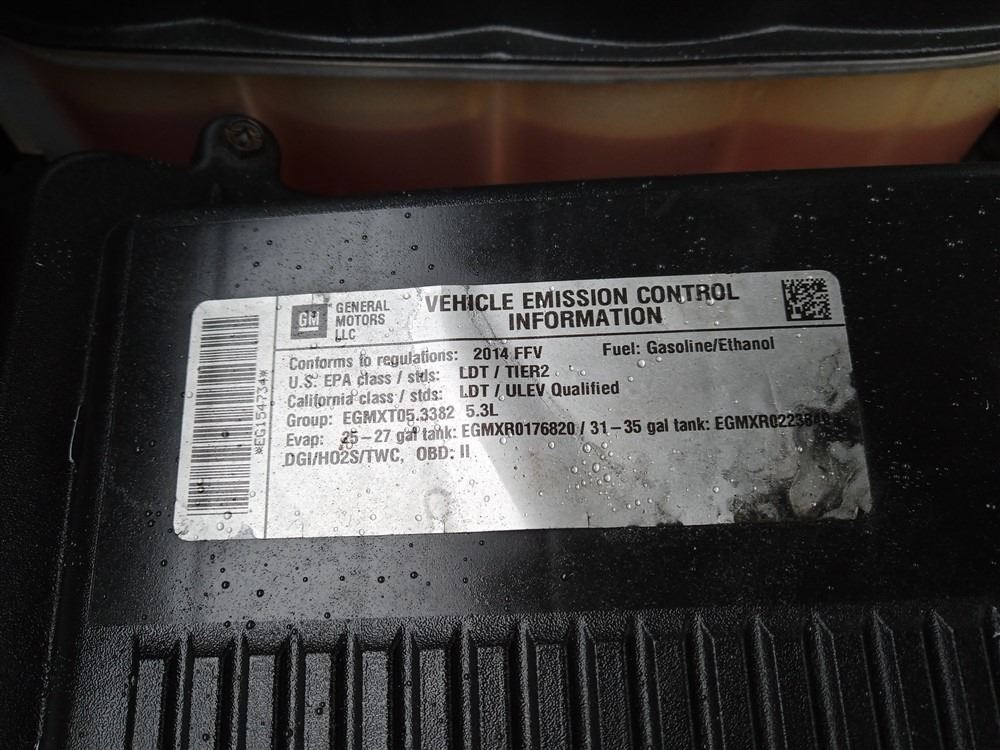 *EG154734*
GM
GENERAL
MOTORS
LLC
VEHICLE EMISSION CONTROL
INFORMATION
Conforms to regulations: 2014 FFV Fuel: Gasoline/Ethanol
U.S. EPA class / stds: LDT / TIER2
California class / stds: LDT / ULEV Qualified
Group: EGMXT05.3382 5.3L
Evap: 25-27 gal tank: EGMXR0176820 / 31-35 gal tank:
DGI/HO2S/TWC, OBD: II